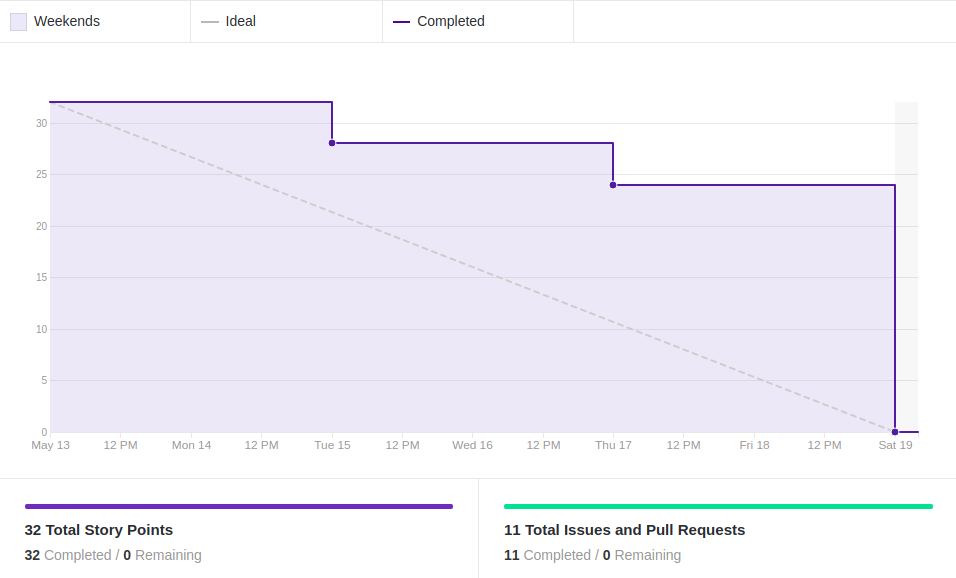 Weekends Ideal Completed
30
25
20
15
10
5
0
May 13 12 PM Mon 14 12 PM Tue 15 12 PM Wed 16 12 PM Thu 17 12 PM Fri 18 12 PM Sat 19
32 Total Story Points
32 Completed / 0 Remaining
11 Total Issues and Pull Requests
11 Completed / 0 Remaining